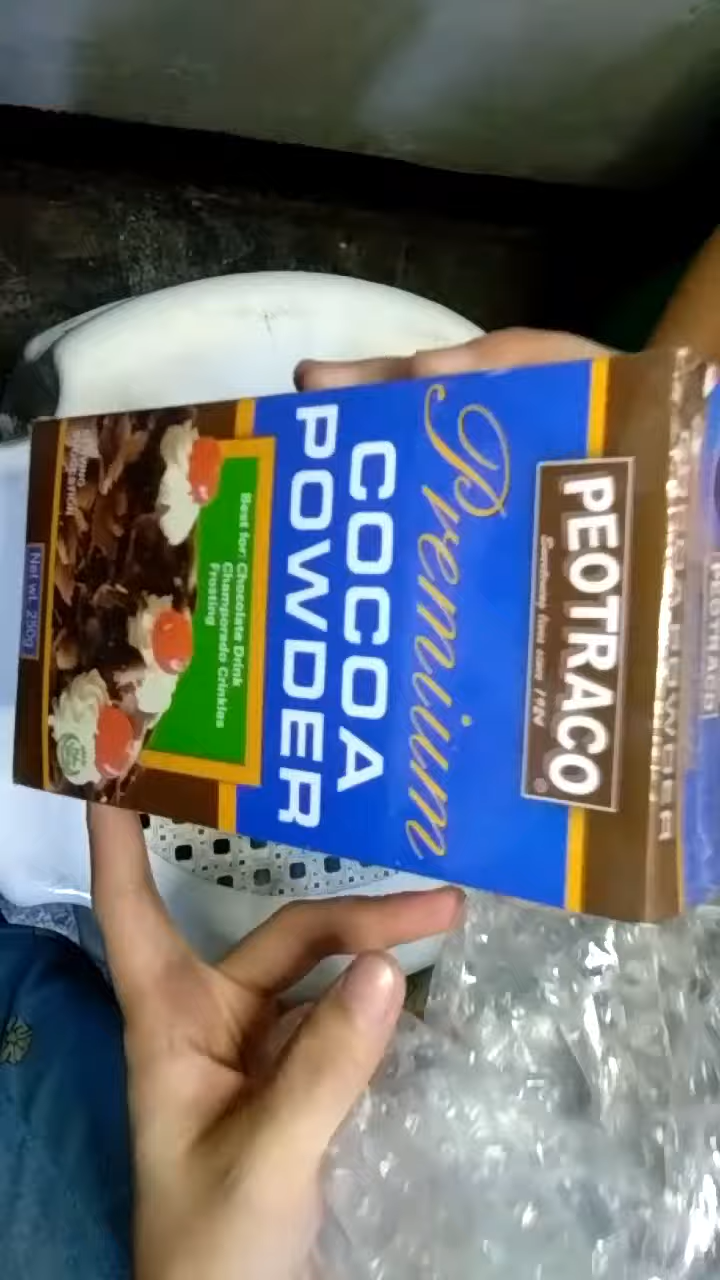 PEOTRACO
Premium
COCOA
POWDER
Best for: Chocolate Drink
Champorado Crinkles
Frosting
Net wt. 250g